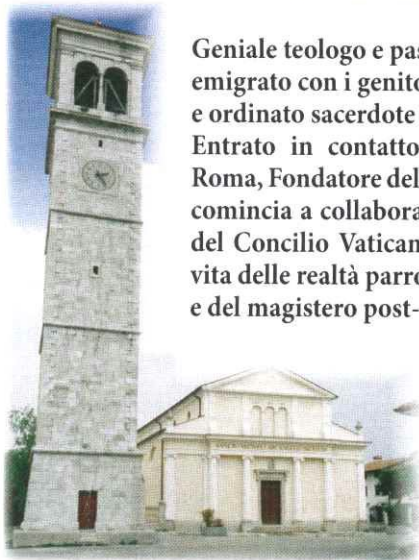 Geniale teologo e pas
emigrato con i genito
e ordinato sacerdote
Entrato in contatto
Roma, Fondatore del
comincia a collabora
del Concilio Vatican
vita delle realtà parro
e del magistero post-